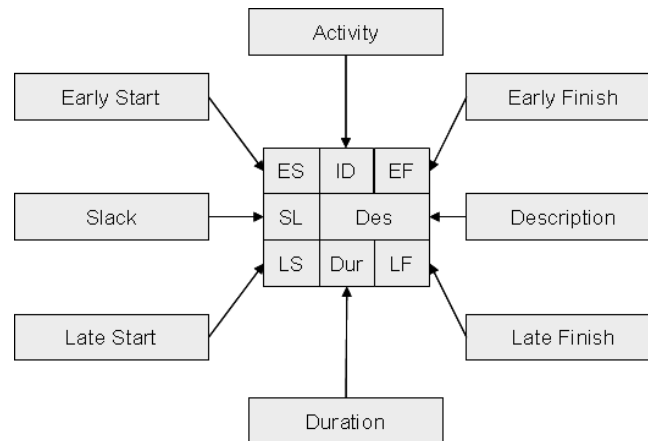 Activity
Early Start
Early Finish
ES ID EF
Slack
SL Des
Description
LS Dur LF
Late Start
Late Finish
Duration